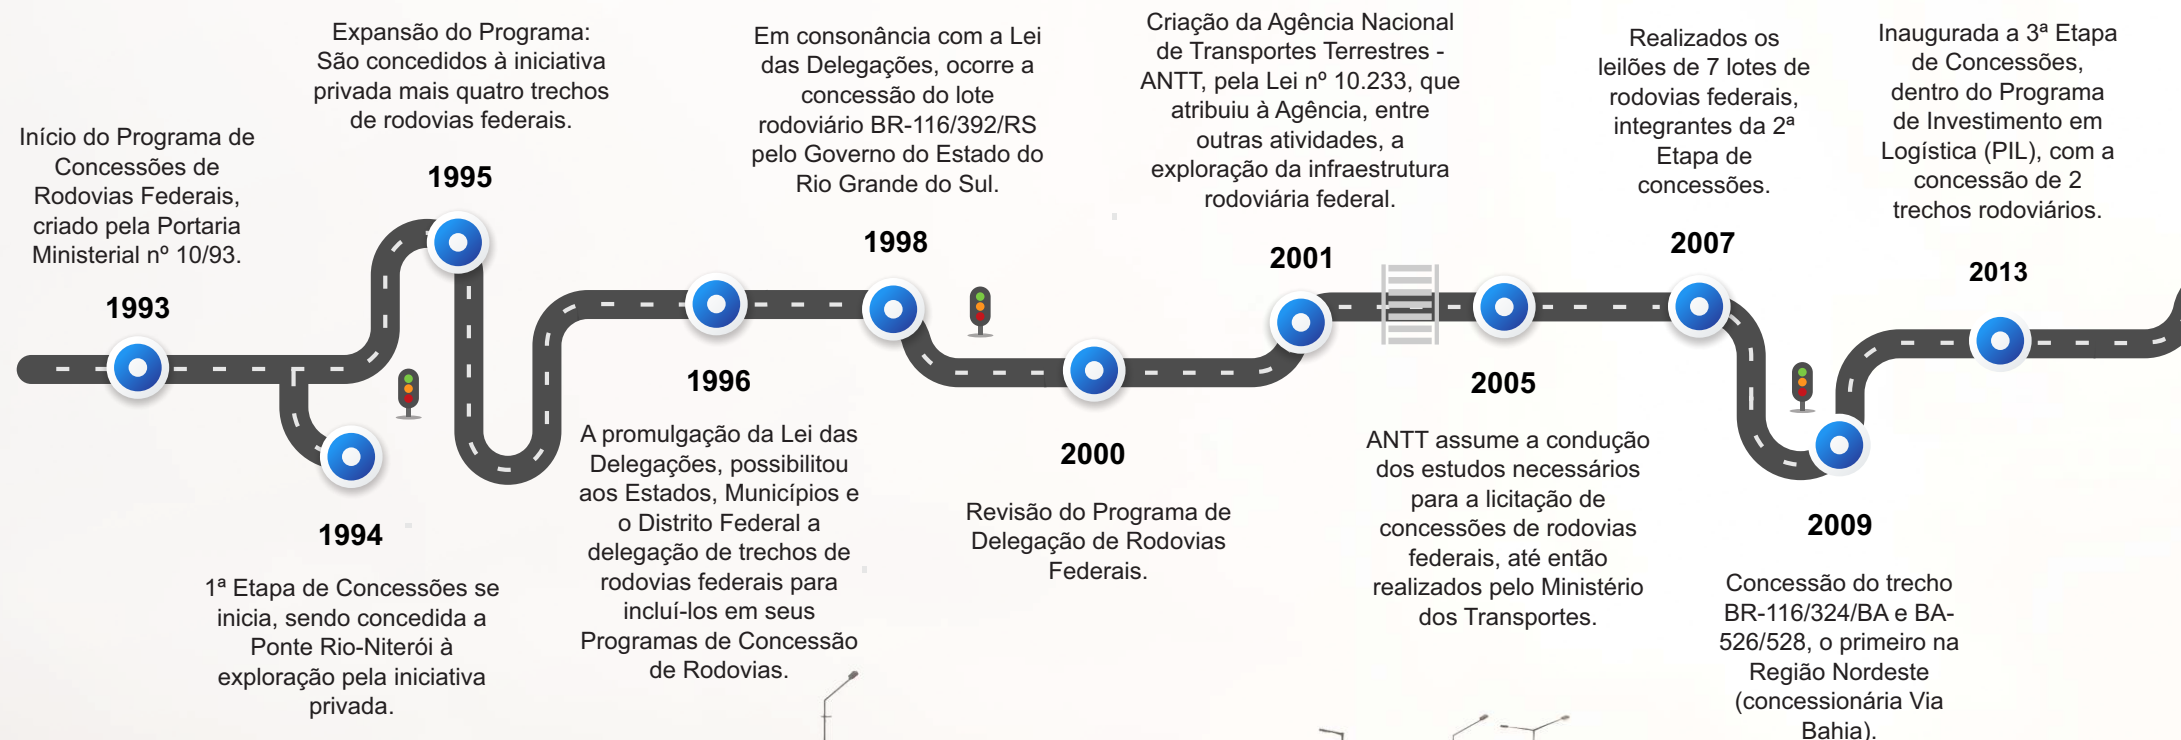 Início do Programa de
Concessões de
Rodovias Federais,
criado pela Portaria
Ministerial nº 10/93.
1993
1994
1ª Etapa de Concessões se
inicia, sendo concedida a
Ponte Rio-Niterói à
exploração pela iniciativa
privada.
Expansão do Programa:
São concedidos à iniciativa
privada mais quatro trechos
de rodovias federais.
1995
1996
A promulgação da Lei das
Delegações, possibilitou
aos Estados, Municípios e
o Distrito Federal a
delegação de trechos de
rodovias federais para
incluí-los em seus
Programas de Concessão
de Rodovias.
Em consonância com a Lei
das Delegações, ocorre a
concessão do lote
rodoviário BR-116/392/RS
pelo Governo do Estado do
Rio Grande do Sul.
1998
2000
Revisão do Programa de
Delegação de Rodovias
Federais.
Criação da Agência Nacional
de Transportes Terrestres -
ANTT, pela Lei nº 10.233, que
atribuiu à Agência, entre
outras atividades, a
exploração da infraestrutura
rodoviária federal.
2001
2005
ANTT assume a condução
dos estudos necessários
para a licitação de
concessões de rodovias
federais, até então
realizados pelo Ministério
dos Transportes.
Realizados os
leilões de 7 lotes de
rodovias federais,
integrantes da 2ª
Etapa de
concessões.
2007
2009
Concessão do trecho
BR-116/324/BA e BA-
526/528, o primeiro na
Região Nordeste
(concessionária Via
Bahia).
Inaugurada a 3ª Etapa
de Concessões,
dentro do Programa
de Investimento em
Logística (PIL), com a
concessão de 2
trechos rodoviários.
2013